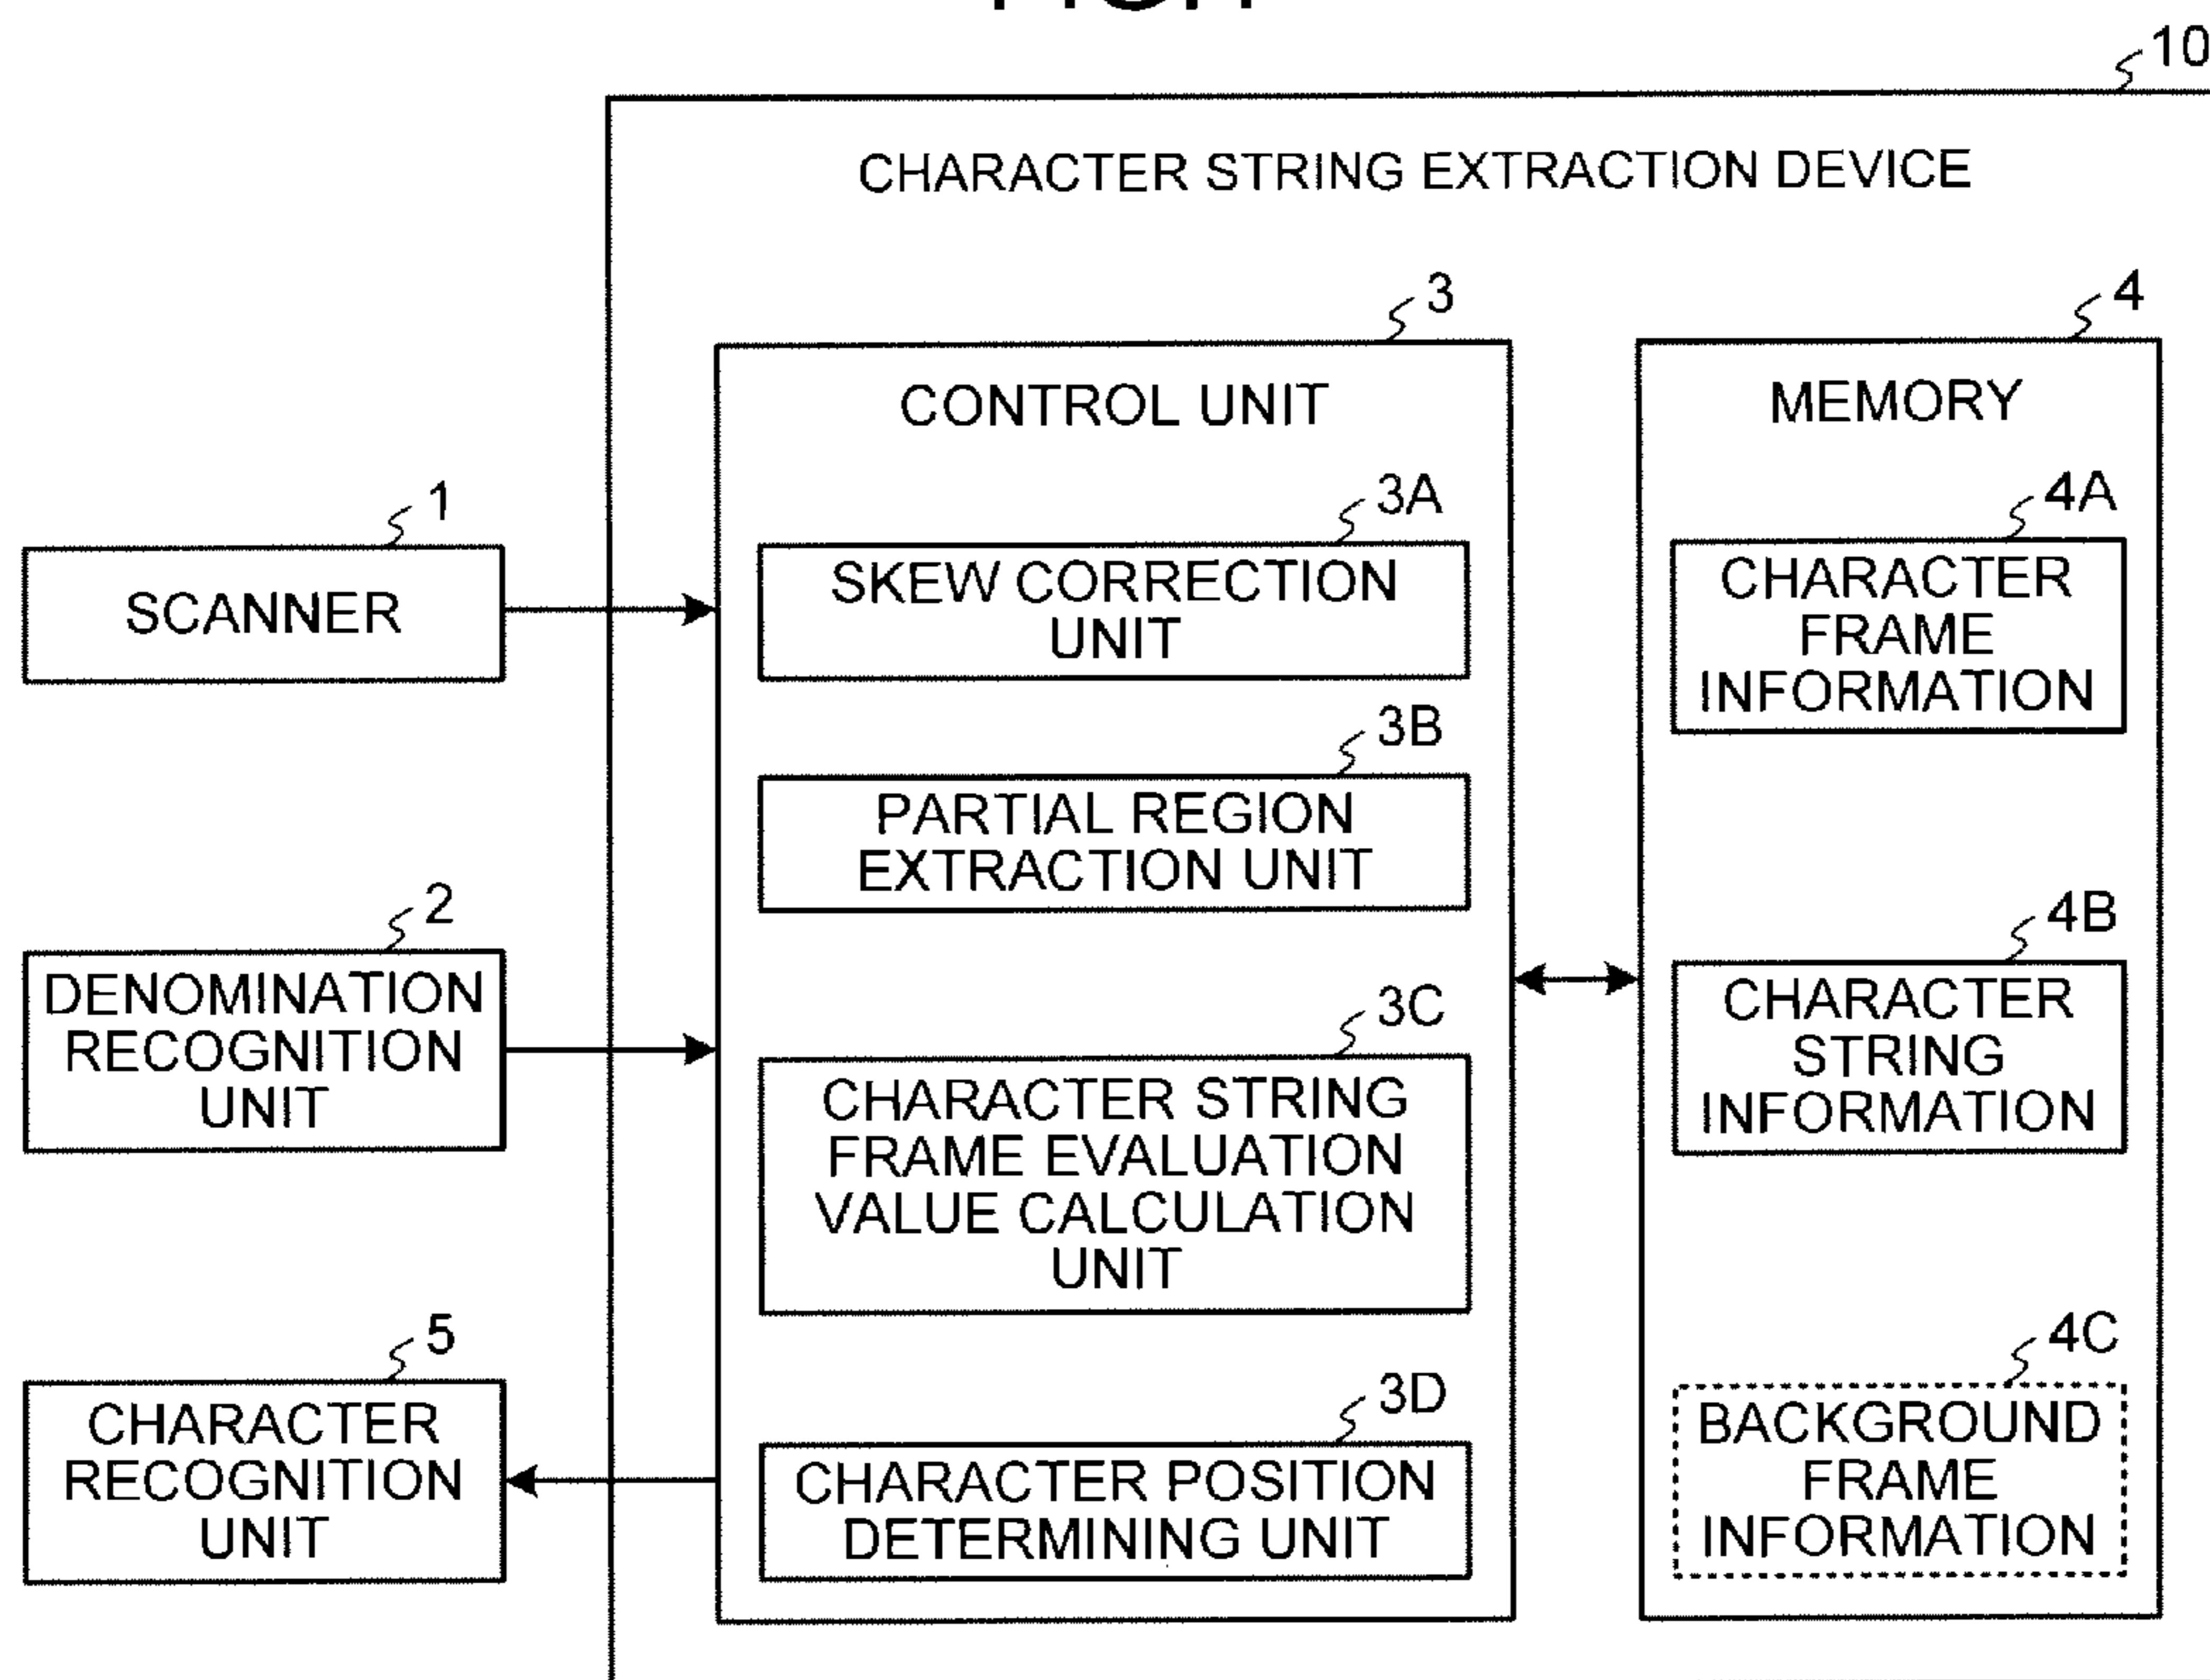 10
CHARACTER STRING EXTRACTION DEVICE
3
CONTROL UNIT
3A
SKEW CORRECTION
UNIT
3B
PARTIAL REGION
EXTRACTION UNIT
3C
CHARACTER STRING
FRAME EVALUATION
VALUE CALCULATION
UNIT
3D
CHARACTER POSITION
DETERMINING UNIT
4
MEMORY
4A
CHARACTER
FRAME
INFORMATION
4B
CHARACTER
STRING
INFORMATION
4C
BACKGROUND
FRAME
INFORMATION
1
SCANNER
2
DENOMINATION
RECOGNITION
UNIT
5
CHARACTER
RECOGNITION
UNIT